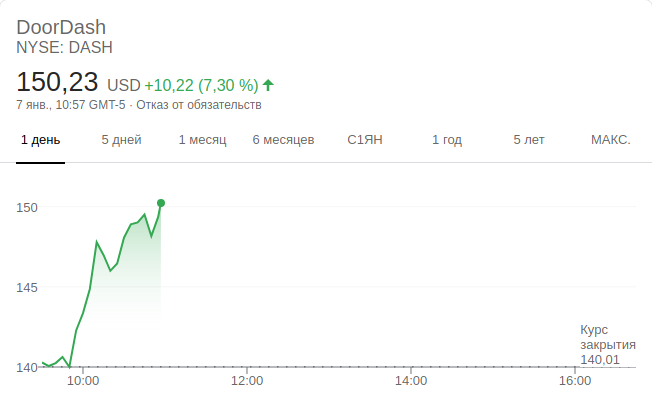 DoorDash
NYSE: DASH
150,23 USD +10,22 (7,30 %)
7 янв., 10:57 GMT-5 · Отказ от обязательств
1 день 5 дней 1 месяц 6 месяцев С1ЯН 1 год 5 лет МАКС.
150
145
140
Курс
закрытия
140,01
10:00 12:00 14:00 16:00